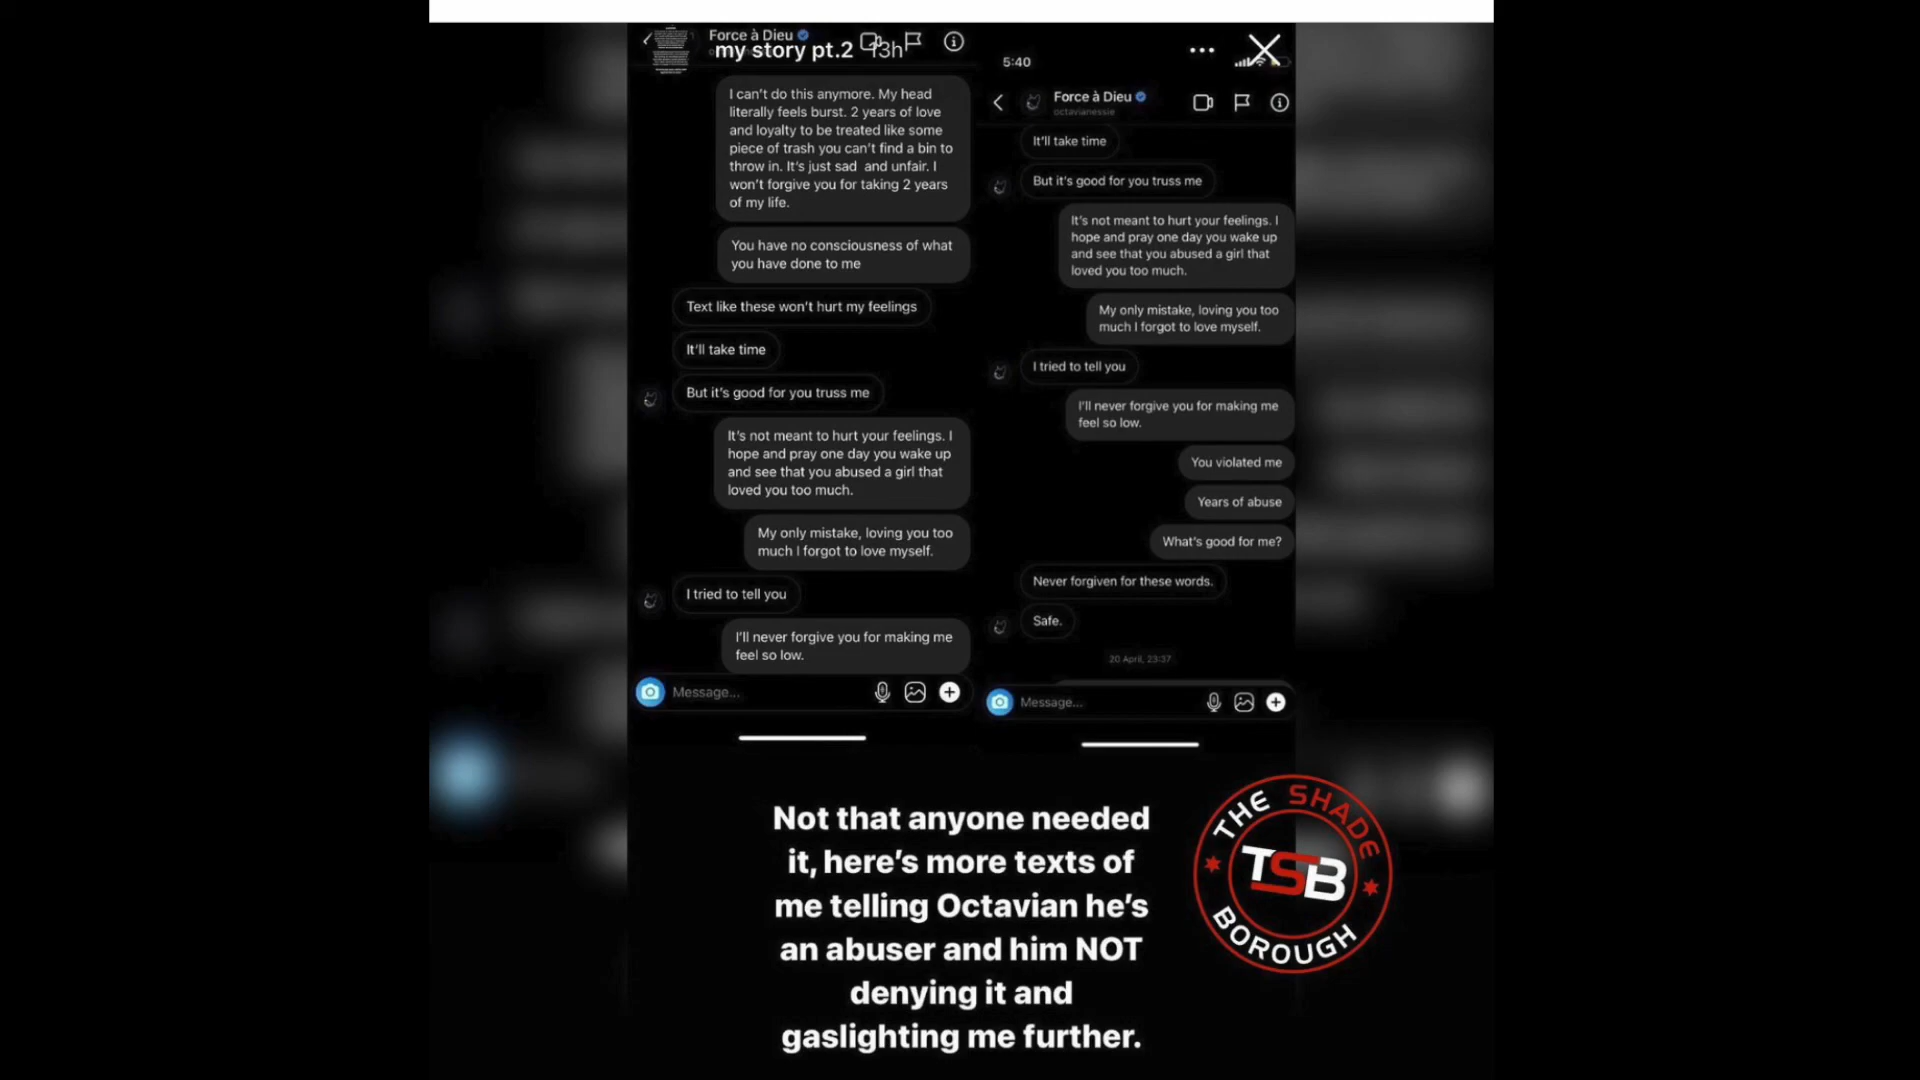 Force à Dieu
my story pt.2 13h
I can't do this anymore. My head
literally feels burst. 2 years of love
and loyalty to be treated like some
piece of trash you can't find a bin to
throw in. It's just sad and unfair. I
won't forgive you for taking 2 years
of my life.
You have no consciousness of what
you have done to me
Text like these won't hurt my feelings
It'll take time
But it's good for you truss me
It's not meant to hurt your feelings. I
hope and pray one day you wake up
and see that you abused a girl that
loved you too much.
My only mistake, loving you too
much I forgot to love myself.
I tried to tell you
I'll never forgive you for making me
feel so low.
Message...
5:40
Force à Dieu
octavianessie
It'll take time
But it's good for you truss me
It's not meant to hurt your feelings. I
hope and pray one day you wake up
and see that you abused a girl that
loved you too much.
My only mistake, loving you too
much I forgot to love myself.
I tried to tell you
I'll never forgive you for making me
feel so low.
You violated me
Years of abuse
What's good for me?
Never forgiven for these words.
Safe.
20 April, 23:37
Message...
Not that anyone needed
it, here's more texts of
me telling Octavian he's
an abuser and him NOT
denying it and
gaslighting me further.
THE SHADE
TSB
BOROUGH